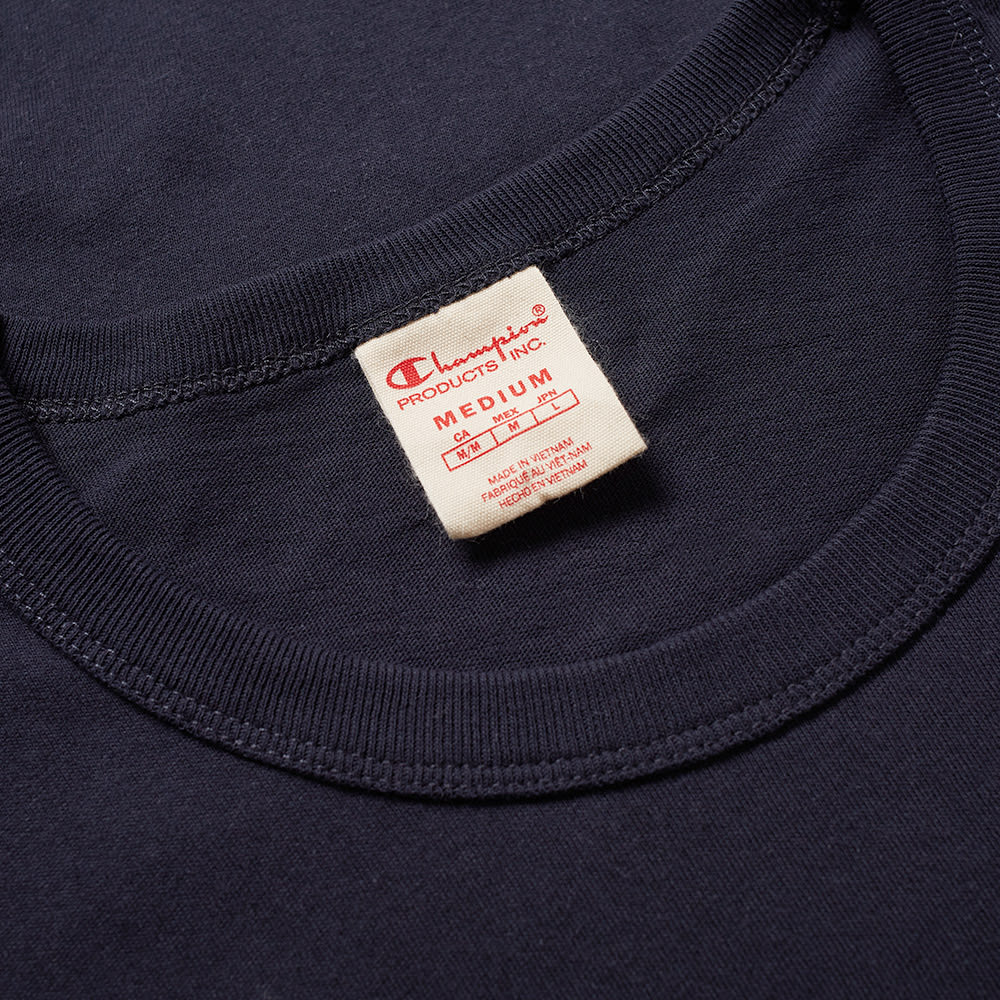 Champion®
PRODUCTS INC.
MEDIUM
CA MEX JPN
M/M M L
MADE IN VIETNAM
FABRIQUÉ AU VIÊT-NAM
HECHO EN VIETNAM